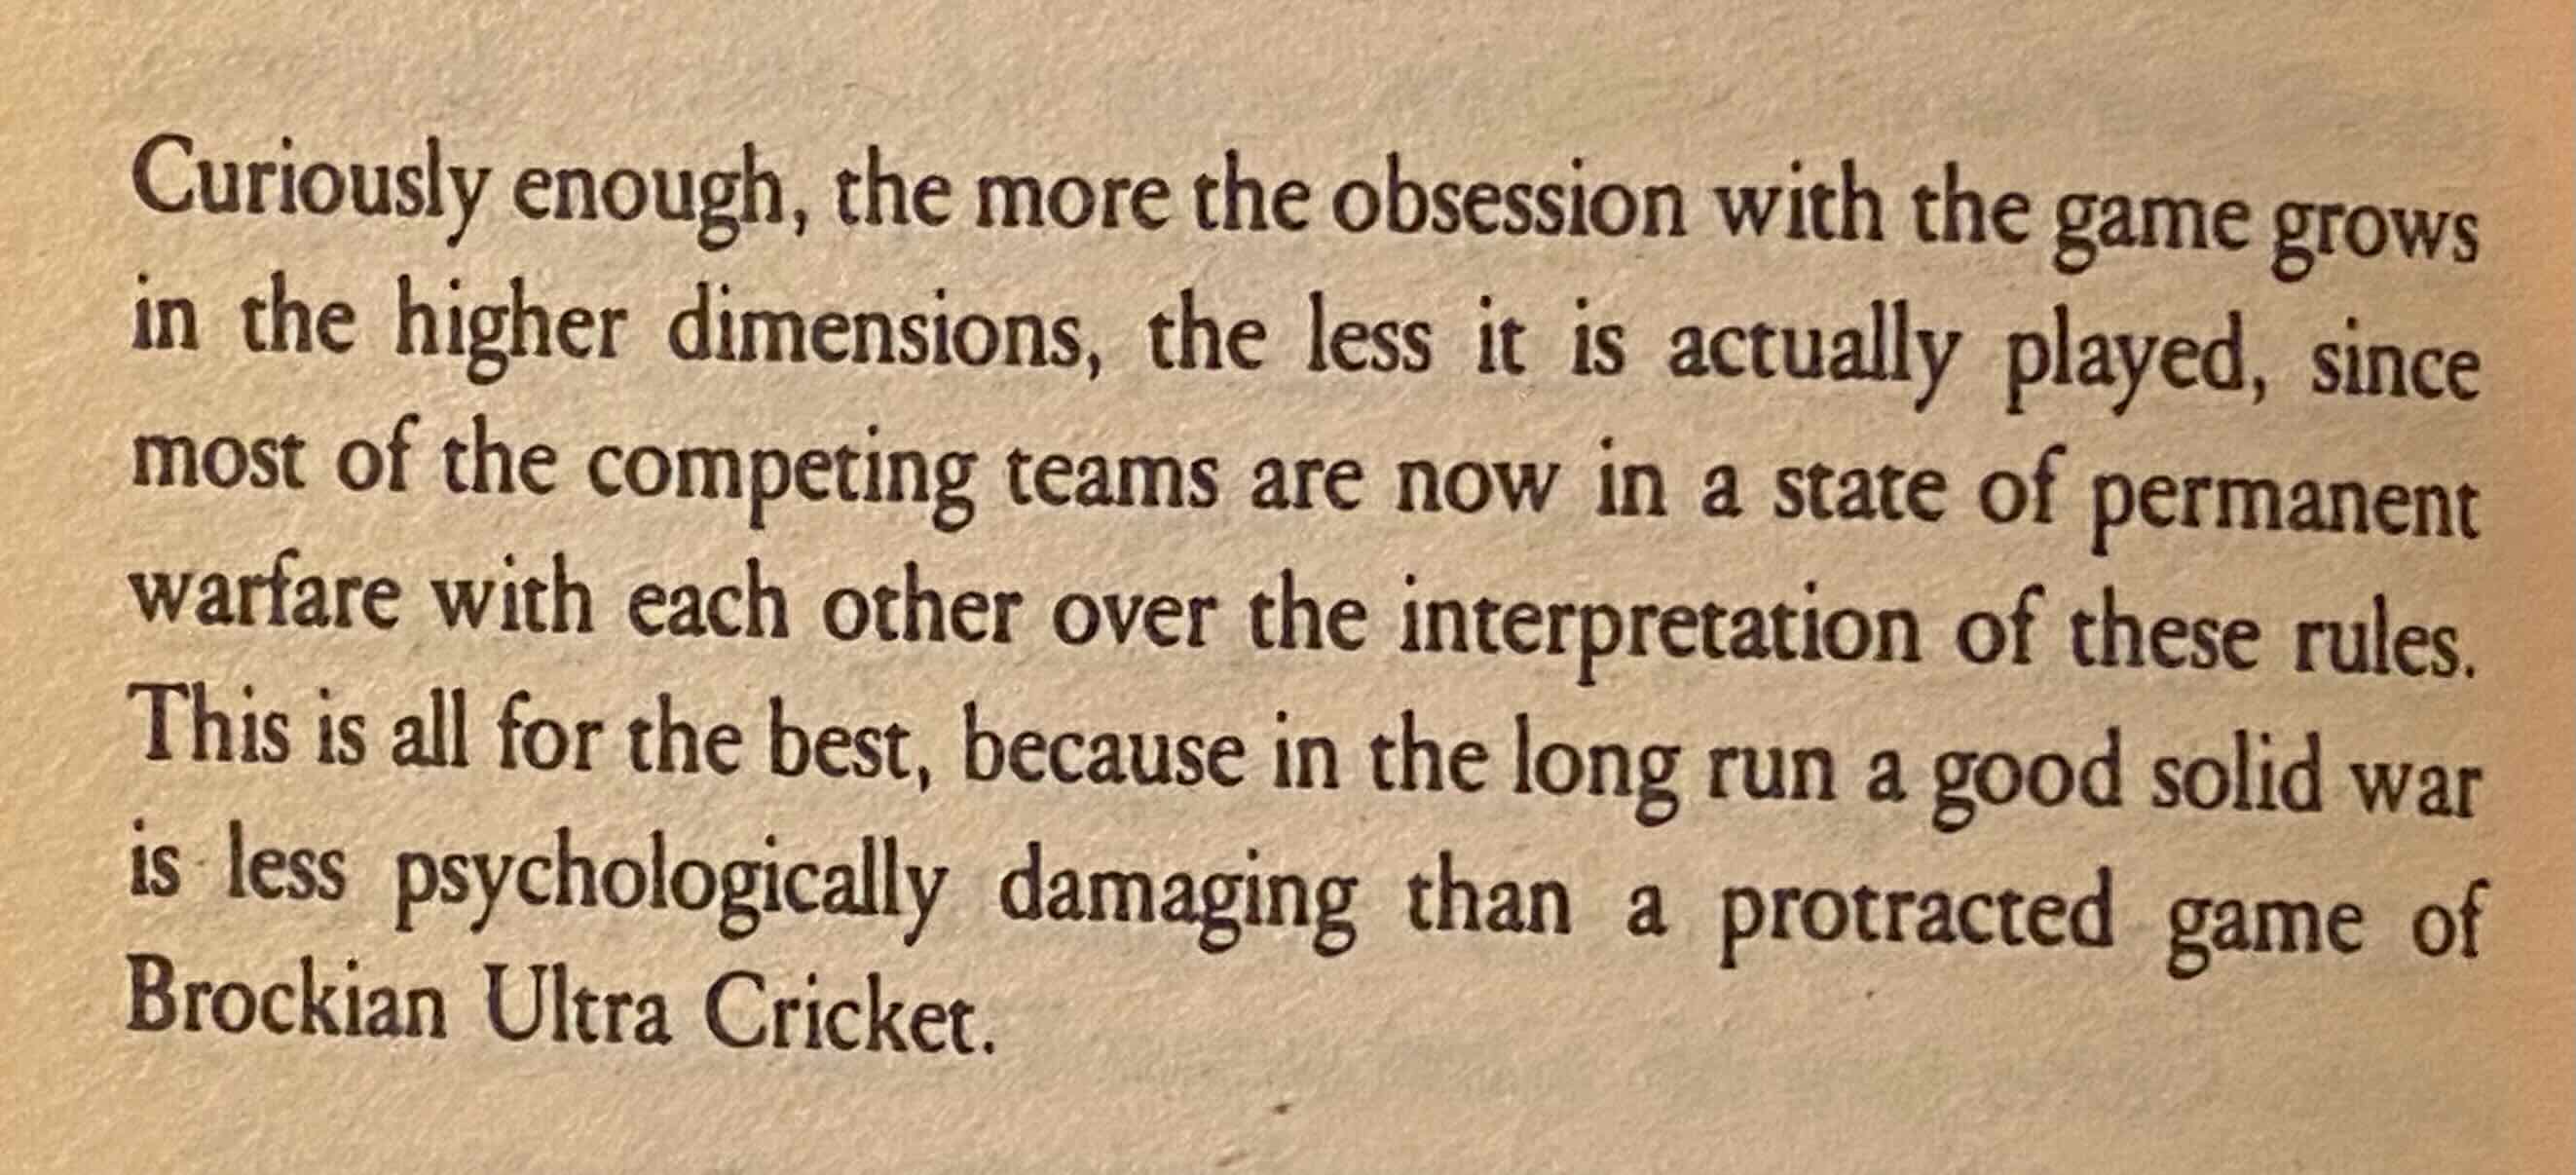 Curiously enough, the more the obsession with the game grows
in the higher dimensions, the less it is actually played, since
most of the competing teams are now in a state of permanent
warfare with each other over the interpretation of these rules.
This is all for the best, because in the long run a good solid war
is less psychologically damaging than a protracted game of
Brockian Ultra Cricket.